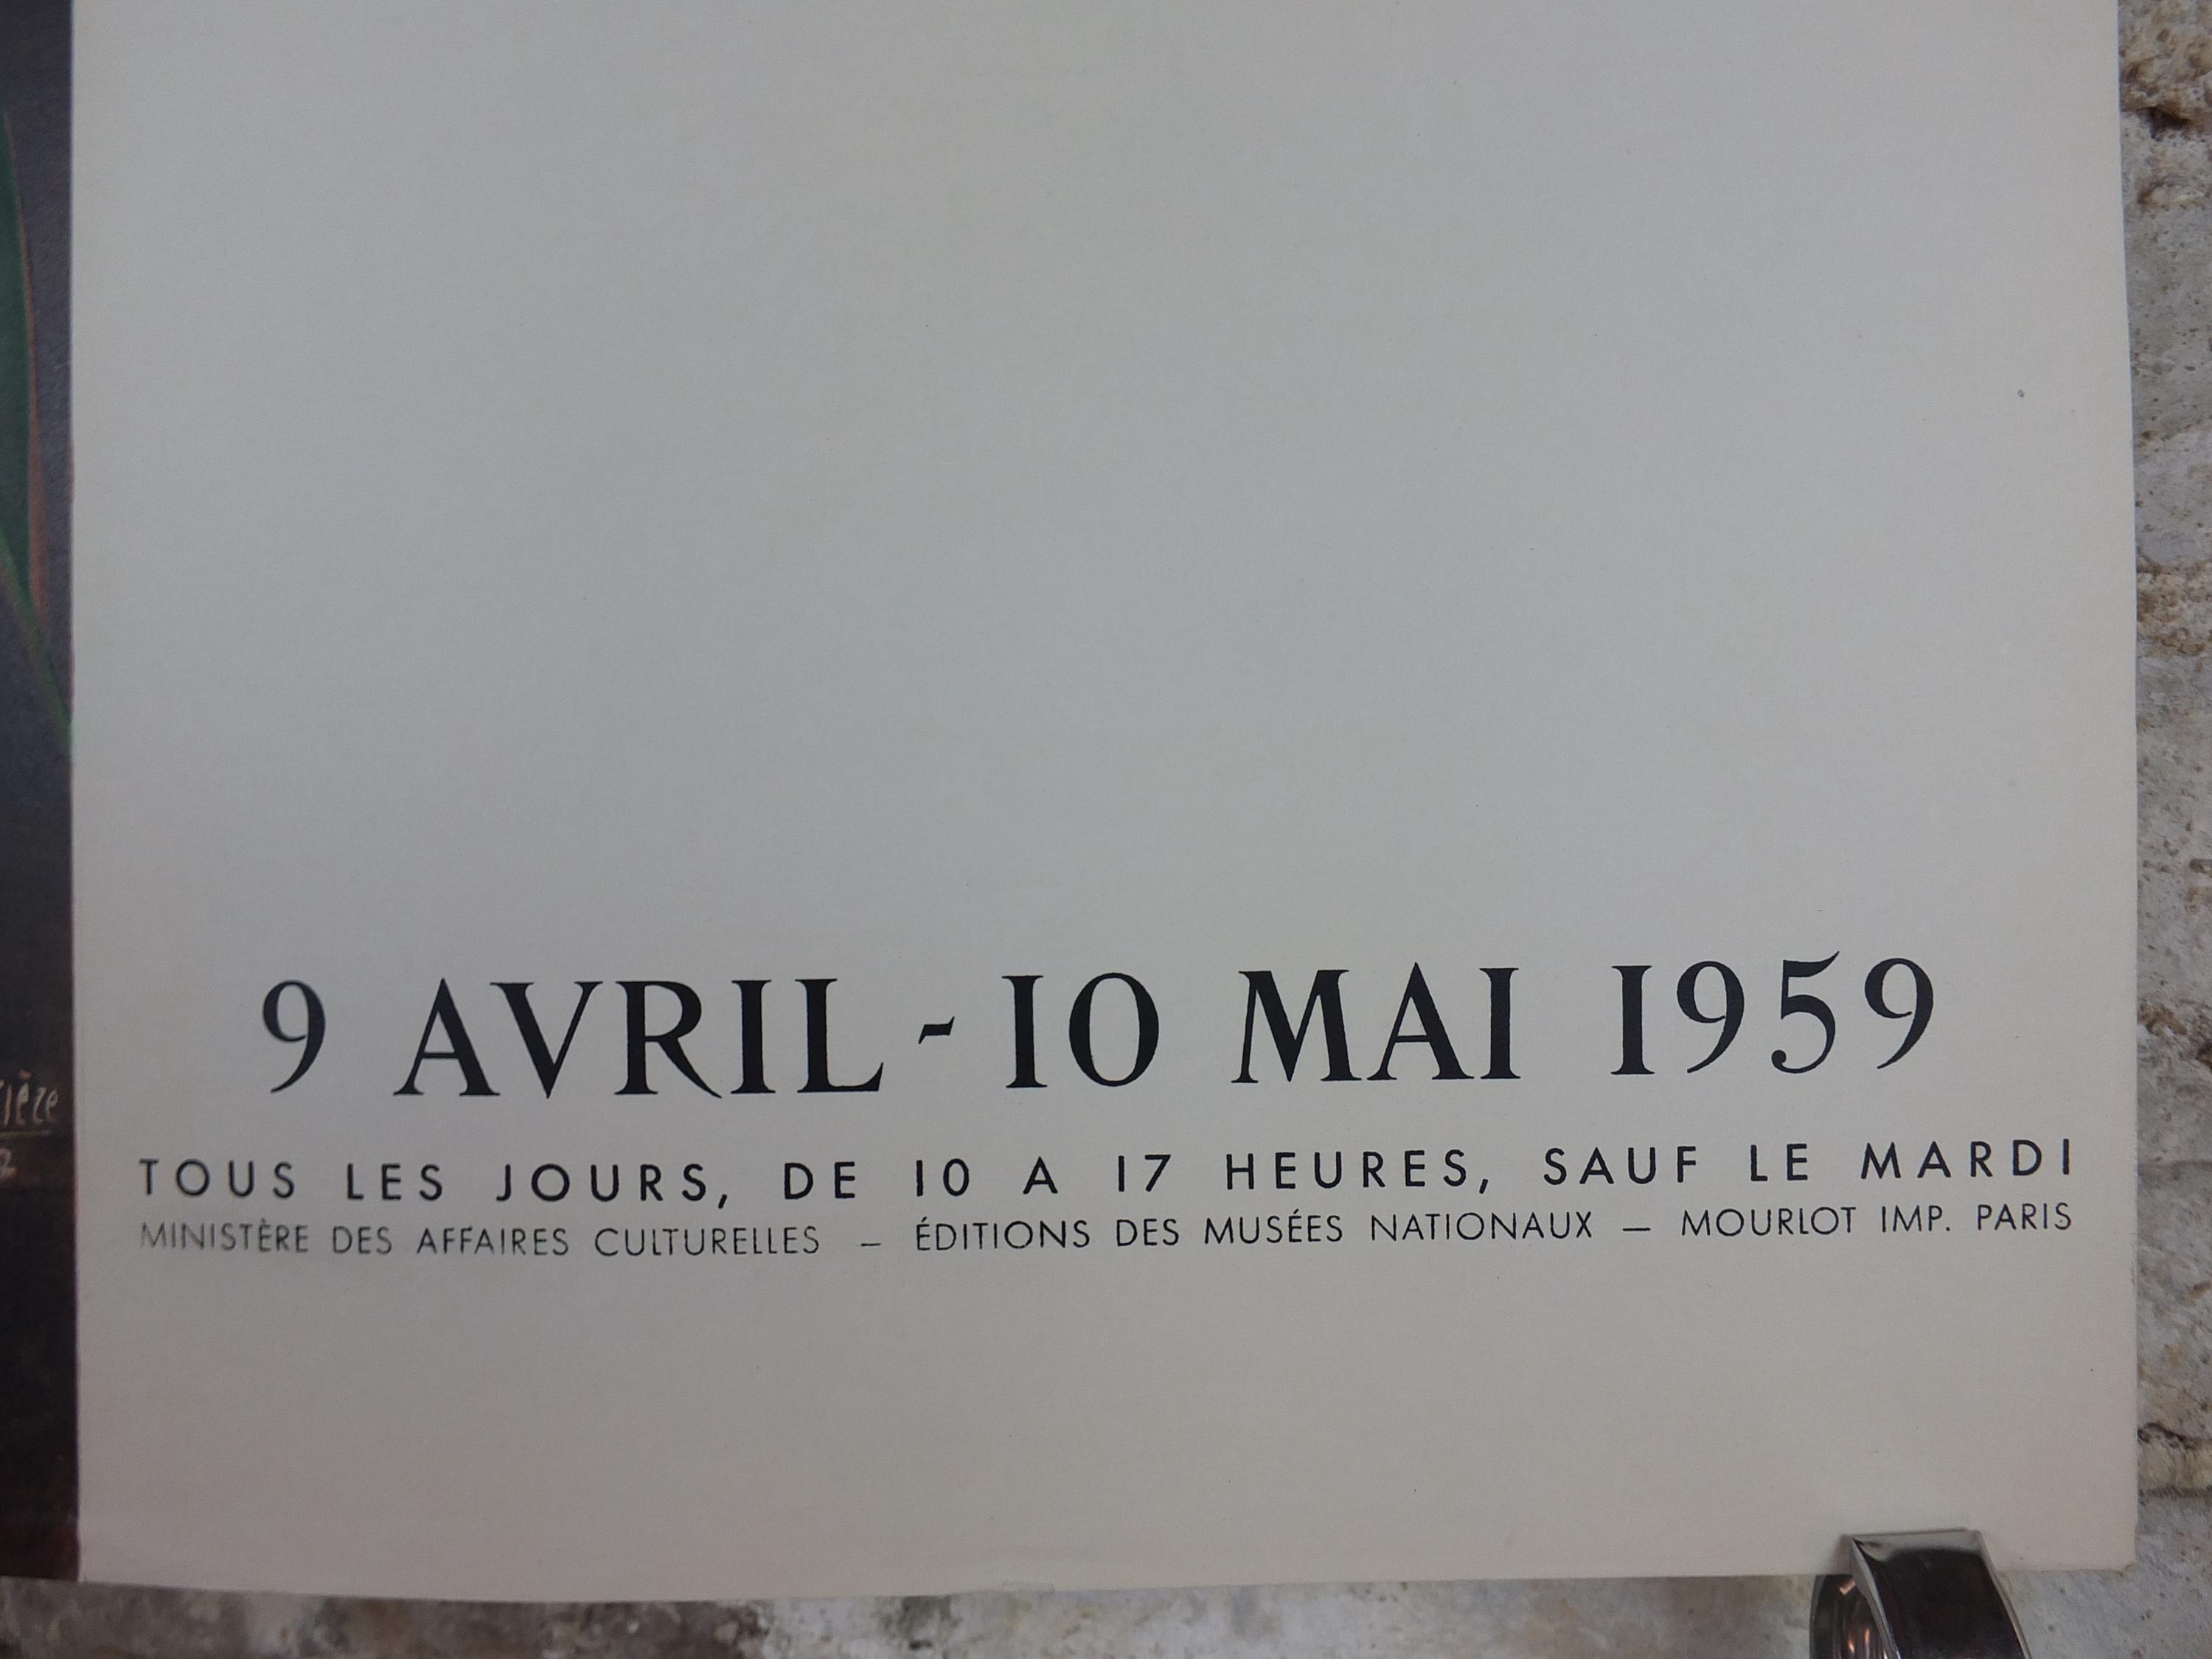 9 AVRIL - 10 MAI 1959
TOUS LES JOURS, DE 10 A 17 HEURES, SAUF LE MARDI
MINISTÈRE DES AFFAIRES CULTURELLES — ÉDITIONS DES MUSÉES NATIONAUX — MOURLOT IMP. PARIS